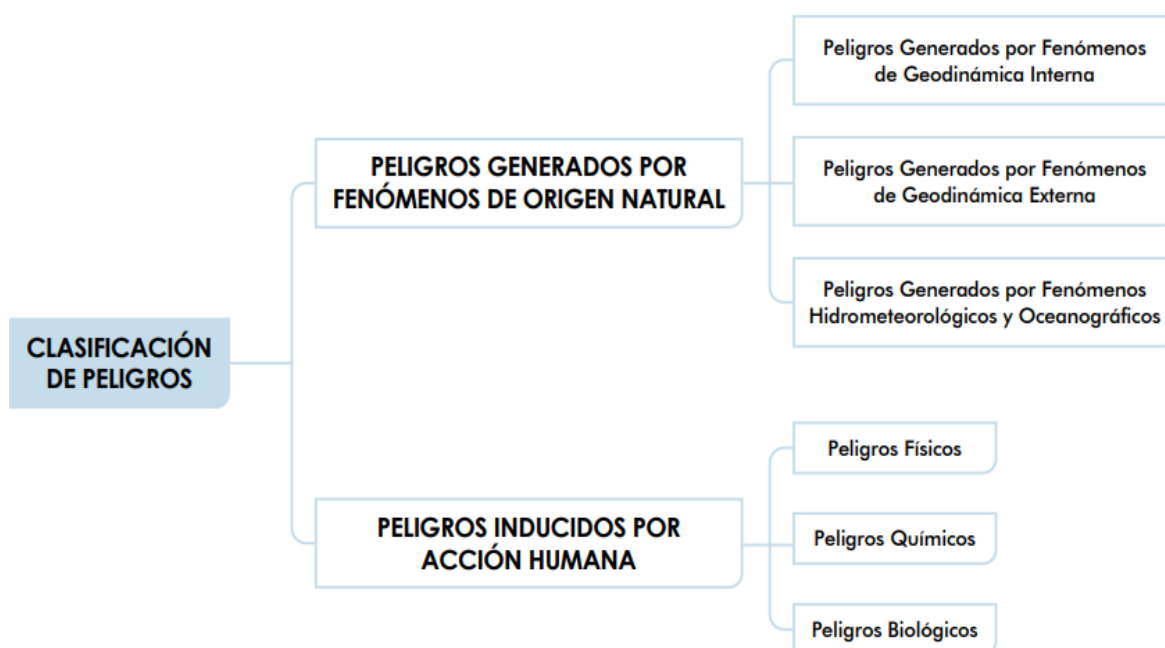 CLASIFICACIÓN
DE PELIGROS
PELIGROS GENERADOS POR
FENÓMENOS DE ORIGEN NATURAL
Peligros Generados por Fenómenos
de Geodinámica Interna
Peligros Generados por Fenómenos
de Geodinámica Externa
Peligros Generados por Fenómenos
Hidrometeorológicos y Oceanográficos
PELIGROS INDUCIDOS POR
ACCIÓN HUMANA
Peligros Físicos
Peligros Químicos
Peligros Biológicos